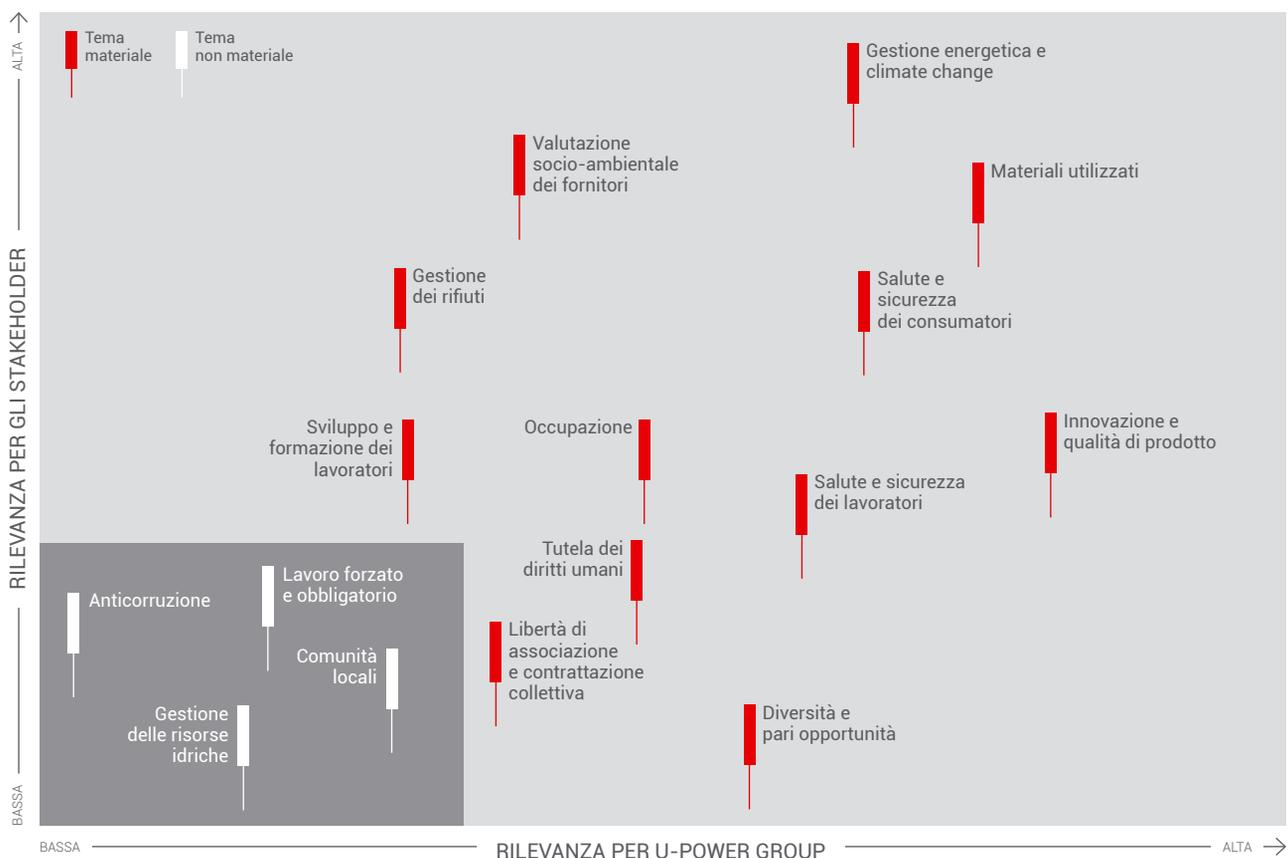 Tema
materiale
Tema
non materiale
Gestione energetica e
climate change
Valutazione
socio-ambientale
dei fornitori
Materiali utilizzati
Gestione
dei rifiuti
Salute e
sicurezza
dei consumatori
Sviluppo e
formazione dei
lavoratori
Occupazione
Innovazione e
qualità di prodotto
Salute e sicurezza
dei lavoratori
Tutela dei
diritti umani
Lavoro forzato
e obbligatorio
Anticorruzione
Libertà di
associazione
e contrattazione
collettiva
Comunità
locali
Gestione
delle risorse
idriche
Diversità e
pari opportunità
ALTA
RILEVANZA PER GLI STAKEHOLDER
BASSA
BASSA
RILEVANZA PER U-POWER GROUP
ALTA